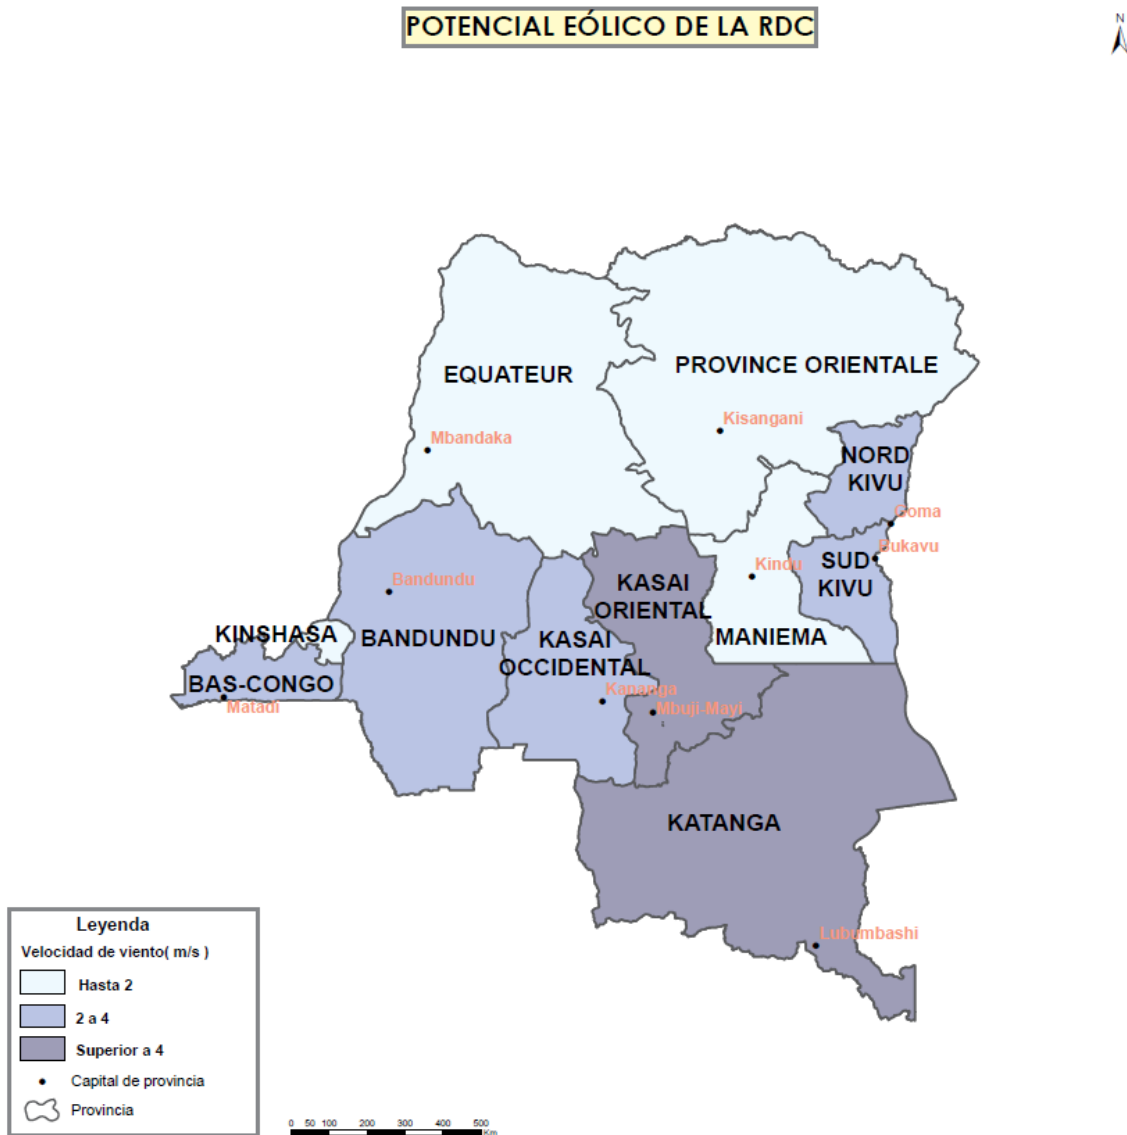 POTENCIAL EÓLICO DE LA RDC
N
EQUATEUR
PROVINCE ORIENTALE
Kisangani
Mbandaka
NORD
KIVU
Goma
Bukavu
SUD
KIVU
Kindu
Bandundu
KASAI
ORIENTAL
KINSHASA
BANDUNDU
KASAI
OCCIDENTAL
MANIEMA
BAS-CONGO
Matadi
Kananga
Mbuji-Mayi
KATANGA
Lubumbashi
Leyenda
Velocidad de viento( m/s )
Hasta 2
2 a 4
Superior a 4
Capital de provincia
Provincia
0 50 100 200 300 400 500
Km